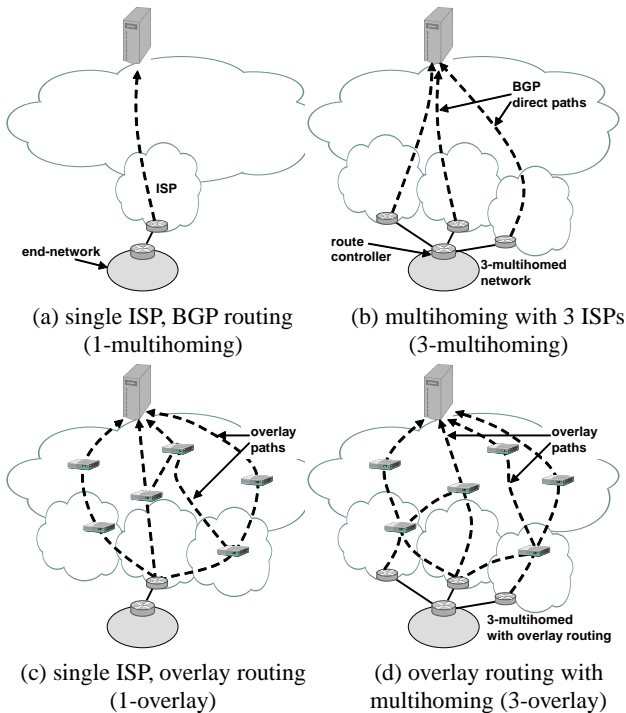 ISP
end-network
(a) single ISP, BGP routing
(1-multihoming)
BGP
direct paths
route
controller
3-multihomed
network
(b) multihoming with 3 ISPs
(3-multihoming)
overlay
paths
(c) single ISP, overlay routing
(1-overlay)
overlay
paths
3-multihomed
with overlay routing
(d) overlay routing with
multihoming (3-overlay)